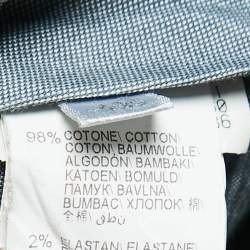 98% COTONE\ COTTON\
COTON\ BAUMWOLLE\
ALGODÓN\ BAMBAKI\
KATOEN\ BOMULD\
ПАМУК\ BAVLNA\
BUMBAC\ ХЛОПОК\ 棉\
全棉\ قطن\
2% ELASTAN\ ELASTANE\